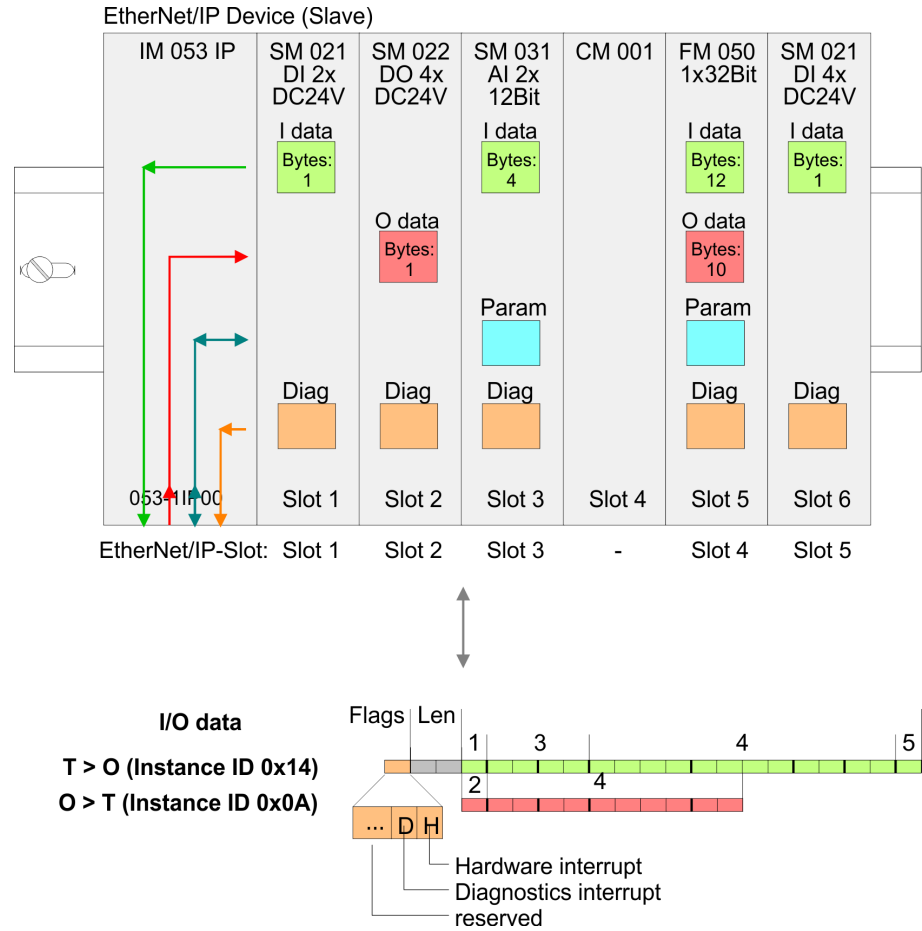 EtherNet/IP Device (Slave)
IM 053 IP
SM 021
DI 2x
DC24V
SM 022
DO 4x
DC24V
SM 031
AI 2x
12Bit
CM 001
FM 050
1x32Bit
SM 021
DI 4x
DC24V
I data
I data
I data
I data
Bytes:
1
Bytes:
4
Bytes:
12
Bytes:
1
O data
O data
Bytes:
1
Bytes:
10
Param
Param
Diag
Diag
Diag
Diag
Diag
053-1IP00
Slot 1
Slot 2
Slot 3
Slot 4
Slot 5
Slot 6
EtherNet/IP-Slot:
Slot 1
Slot 2
Slot 3
-
Slot 4
Slot 5
I/O data
Flags
Len
1
3
4
5
T > O (Instance ID 0x14)
2
4
O > T (Instance ID 0x0A)
...
D
H
Hardware interrupt
Diagnostics interrupt
reserved